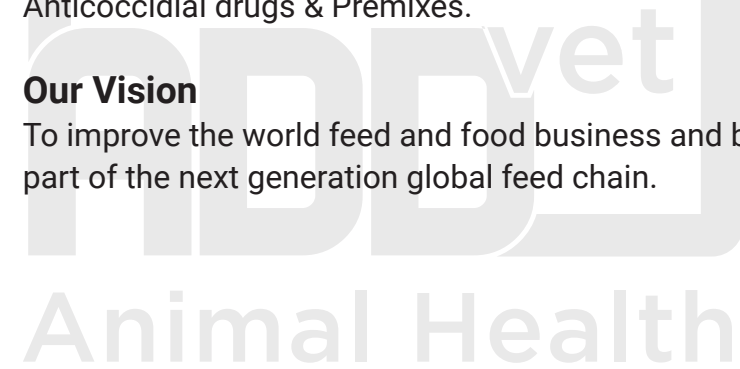 Anticoccidial drugs & Premixes.
Our Vision
To improve the world feed and food business and
part of the next generation global feed chain.
NDD vet
Animal Health